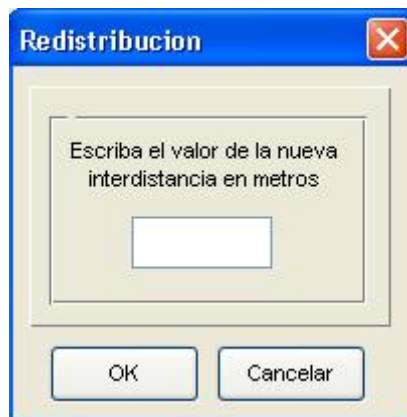 Redistribucion
Escriba el valor de la nueva
interdistancia en metros
OK
Cancelar